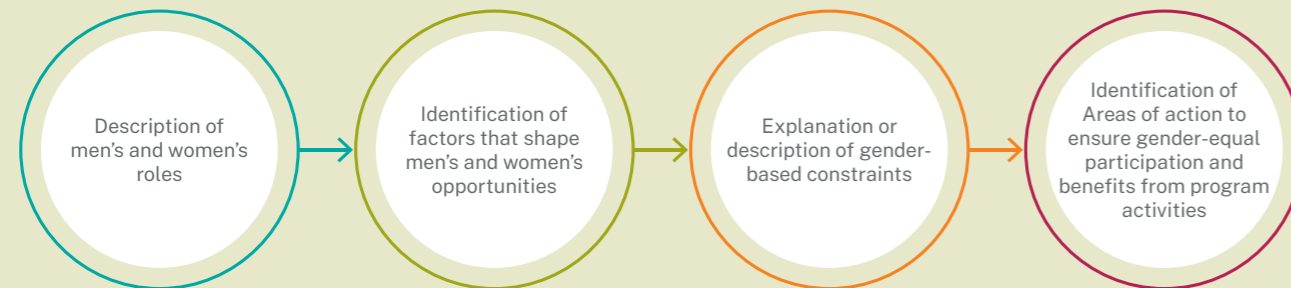 Description of
men’s and women’s
roles
Identification of
factors that shape
men’s and women’s
opportunities
Explanation or
description of gender-
based constraints
Identification of
Areas of action to
ensure gender-equal
participation and
benefits from program
activities